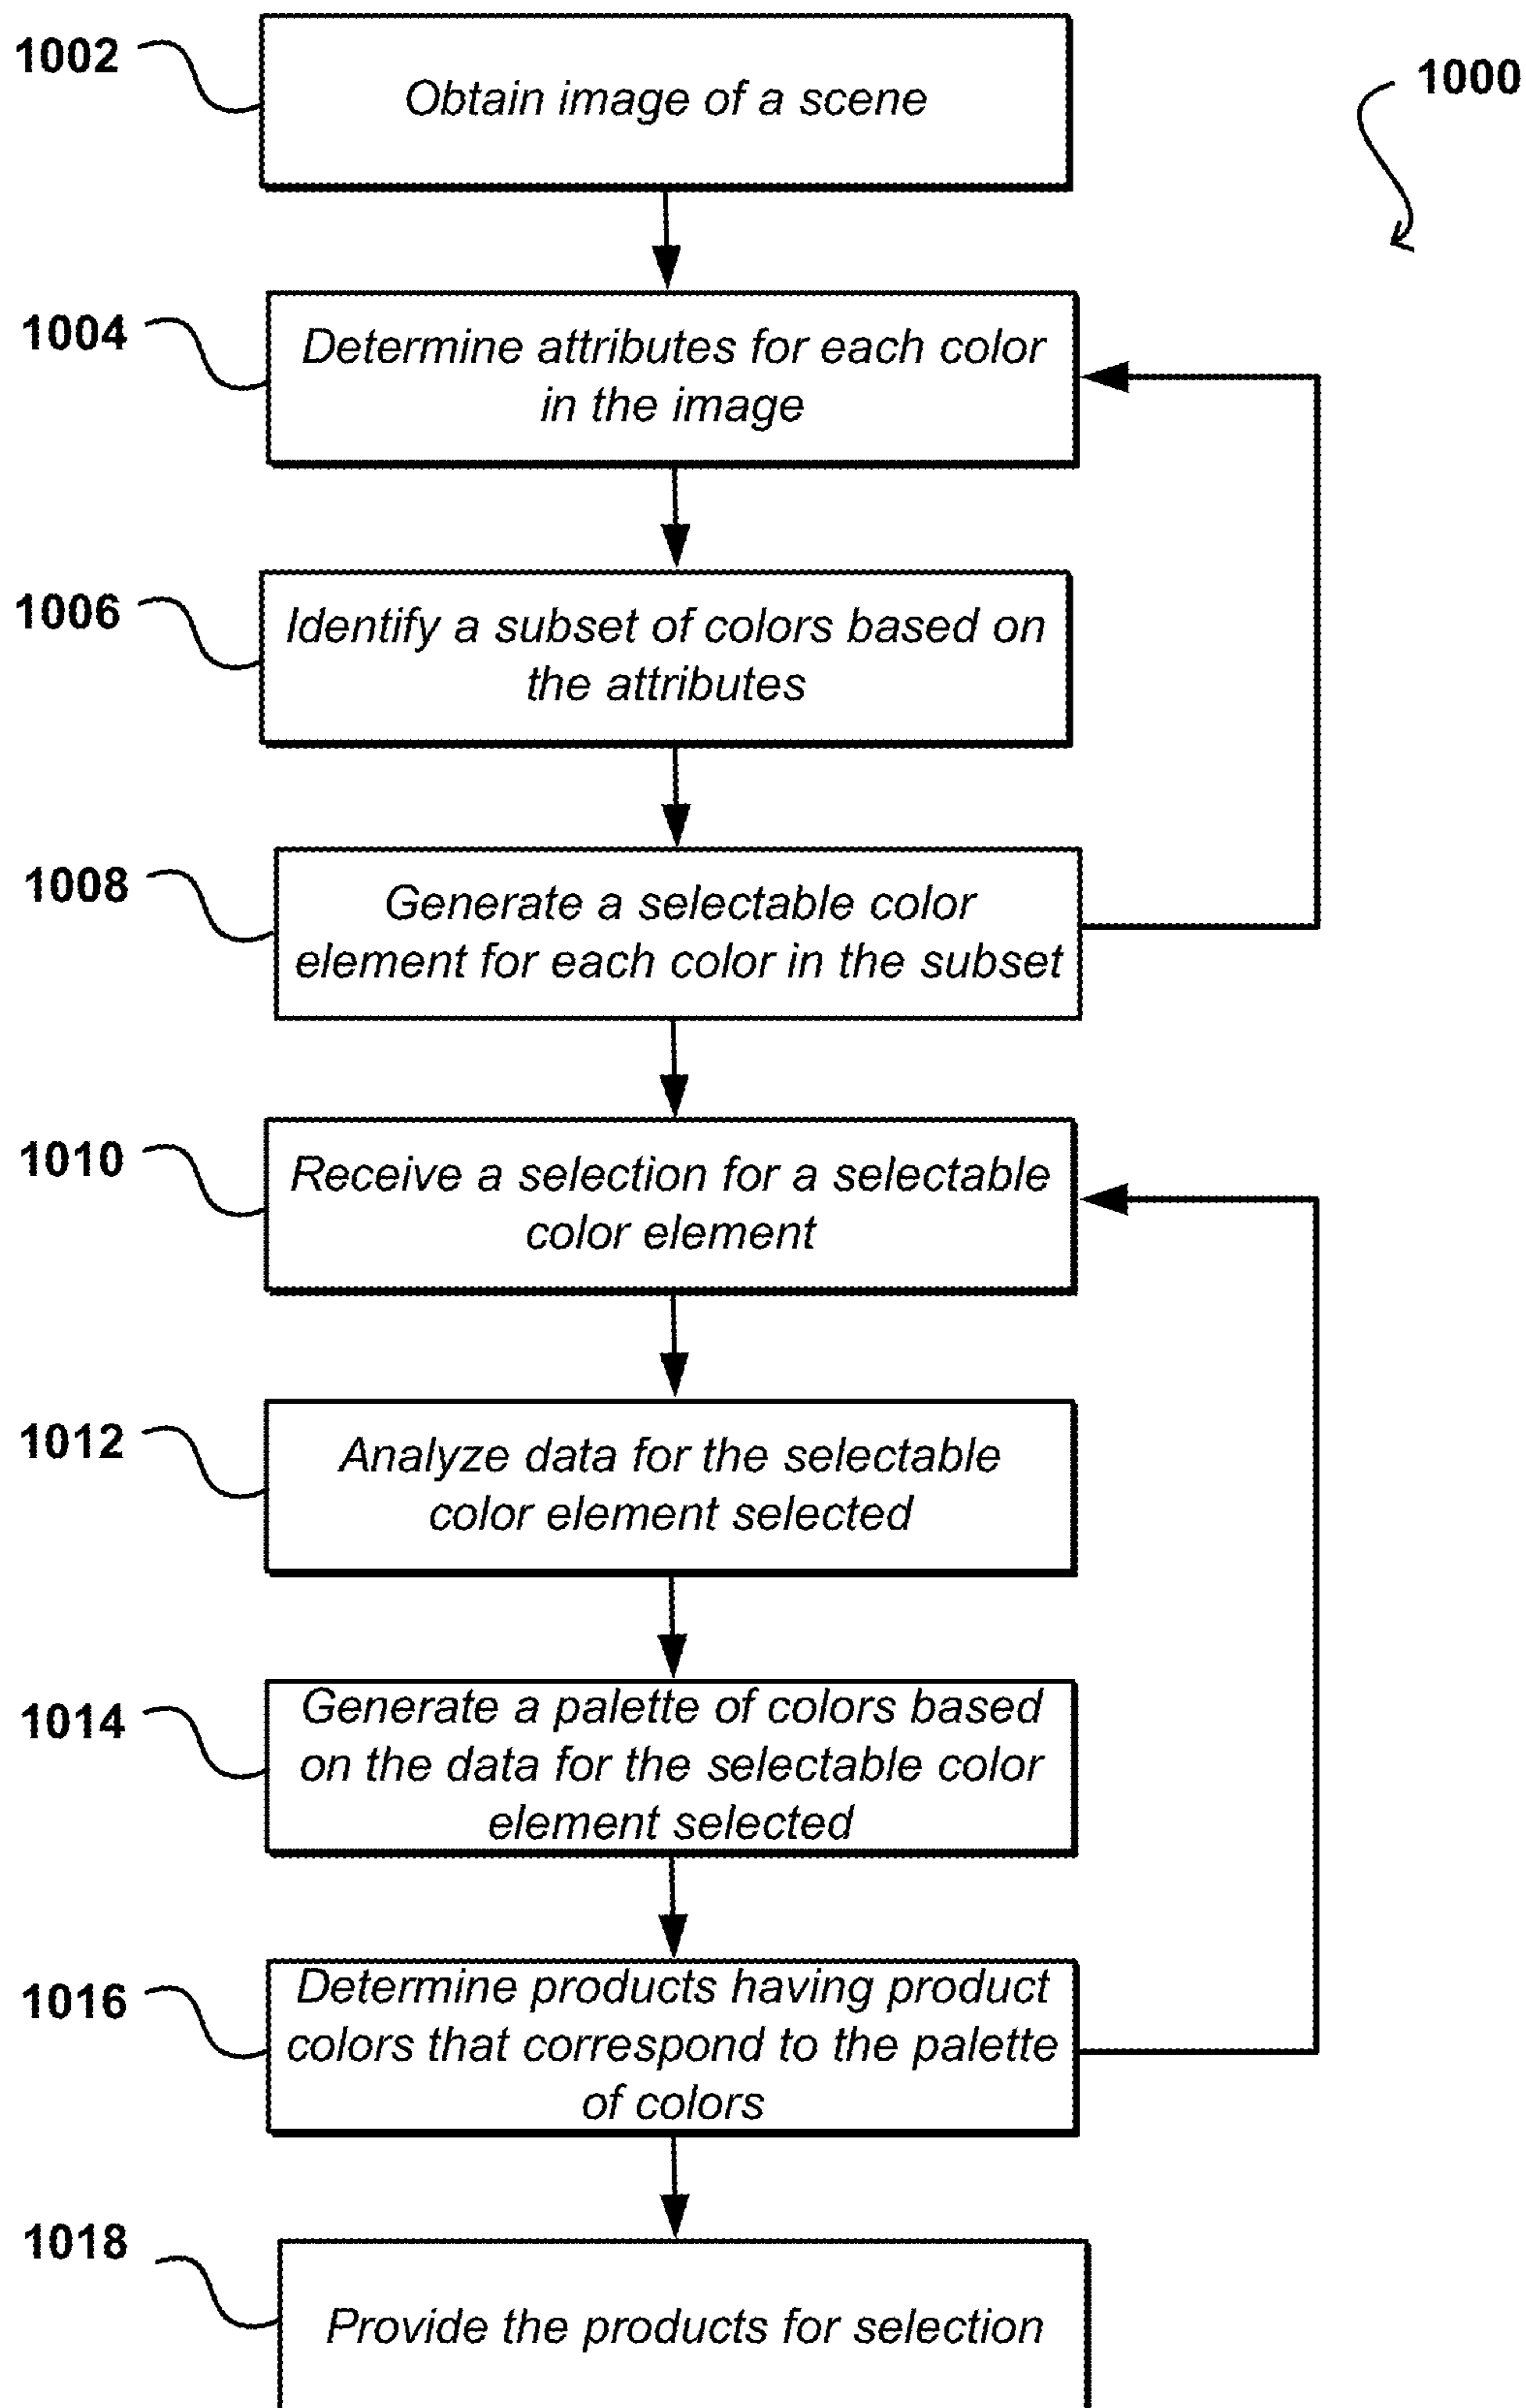 1002
Obtain image of a scene
1000
1004
Determine attributes for each color
in the image
1006
Identify a subset of colors based on
the attributes
1008
Generate a selectable color
element for each color in the subset
1010
Receive a selection for a selectable
color element
1012
Analyze data for the selectable
color element selected
1014
Generate a palette of colors based
on the data for the selectable color
element selected
1016
Determine products having product
colors that correspond to the palette
of colors
1018
Provide the products for selection